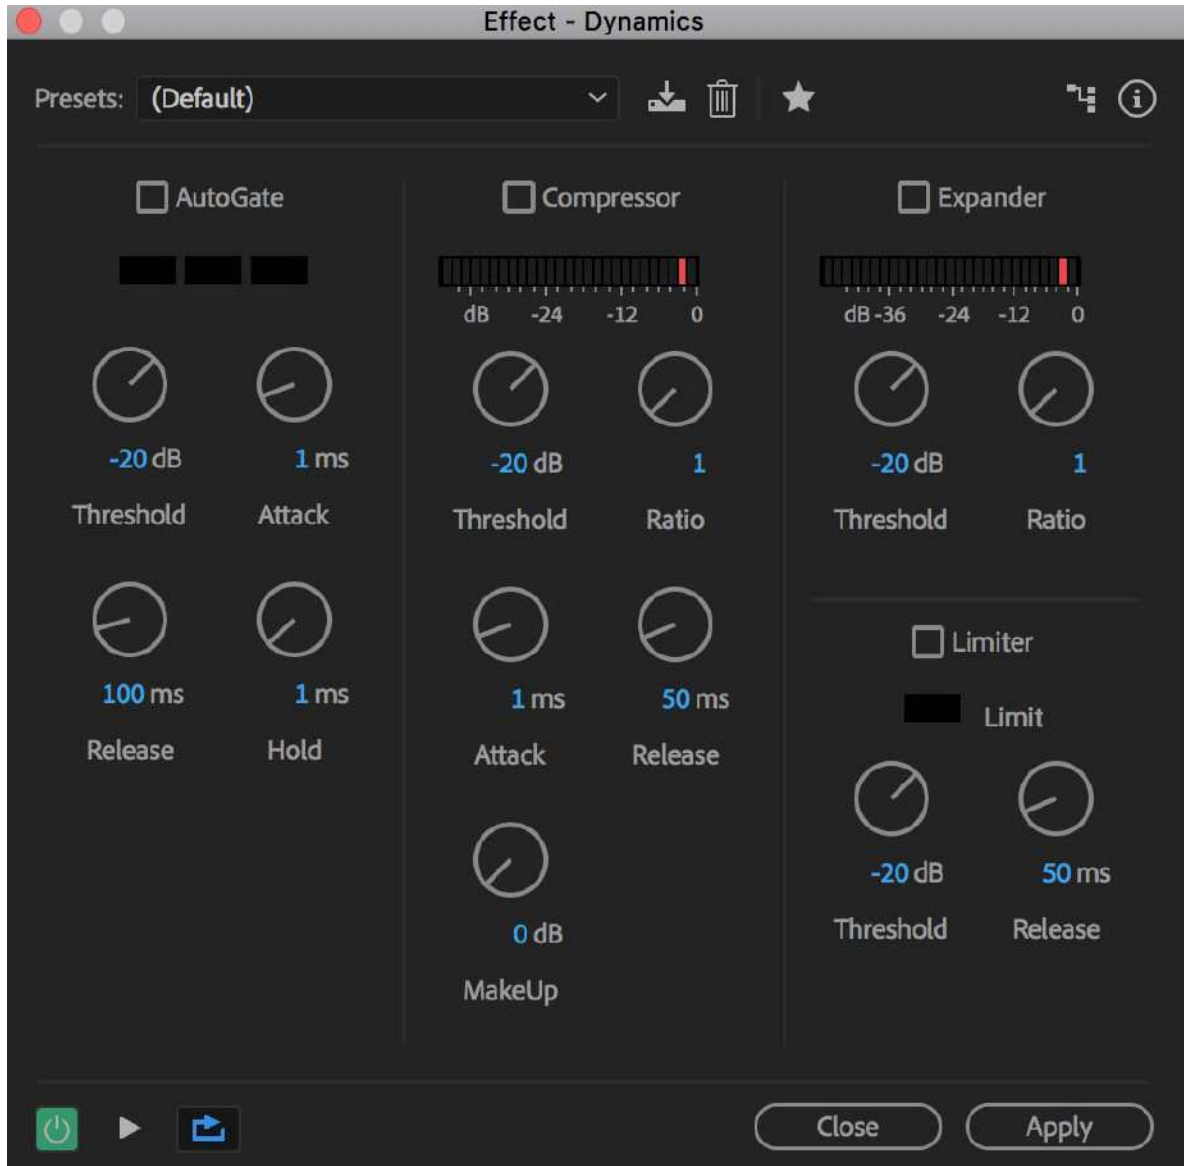 Effect - Dynamics
Presets: (Default)
AutoGate
-20 dB 1 ms
Threshold Attack
100 ms 1 ms
Release Hold
Compressor
dB -24 -12 0
-20 dB 1
Threshold Ratio
1 ms 50 ms
Attack Release
0 dB
MakeUp
Expander
dB -36 -24 -12 0
-20 dB 1
Threshold Ratio
Limiter
Limit
-20 dB 50 ms
Threshold Release
Close Apply